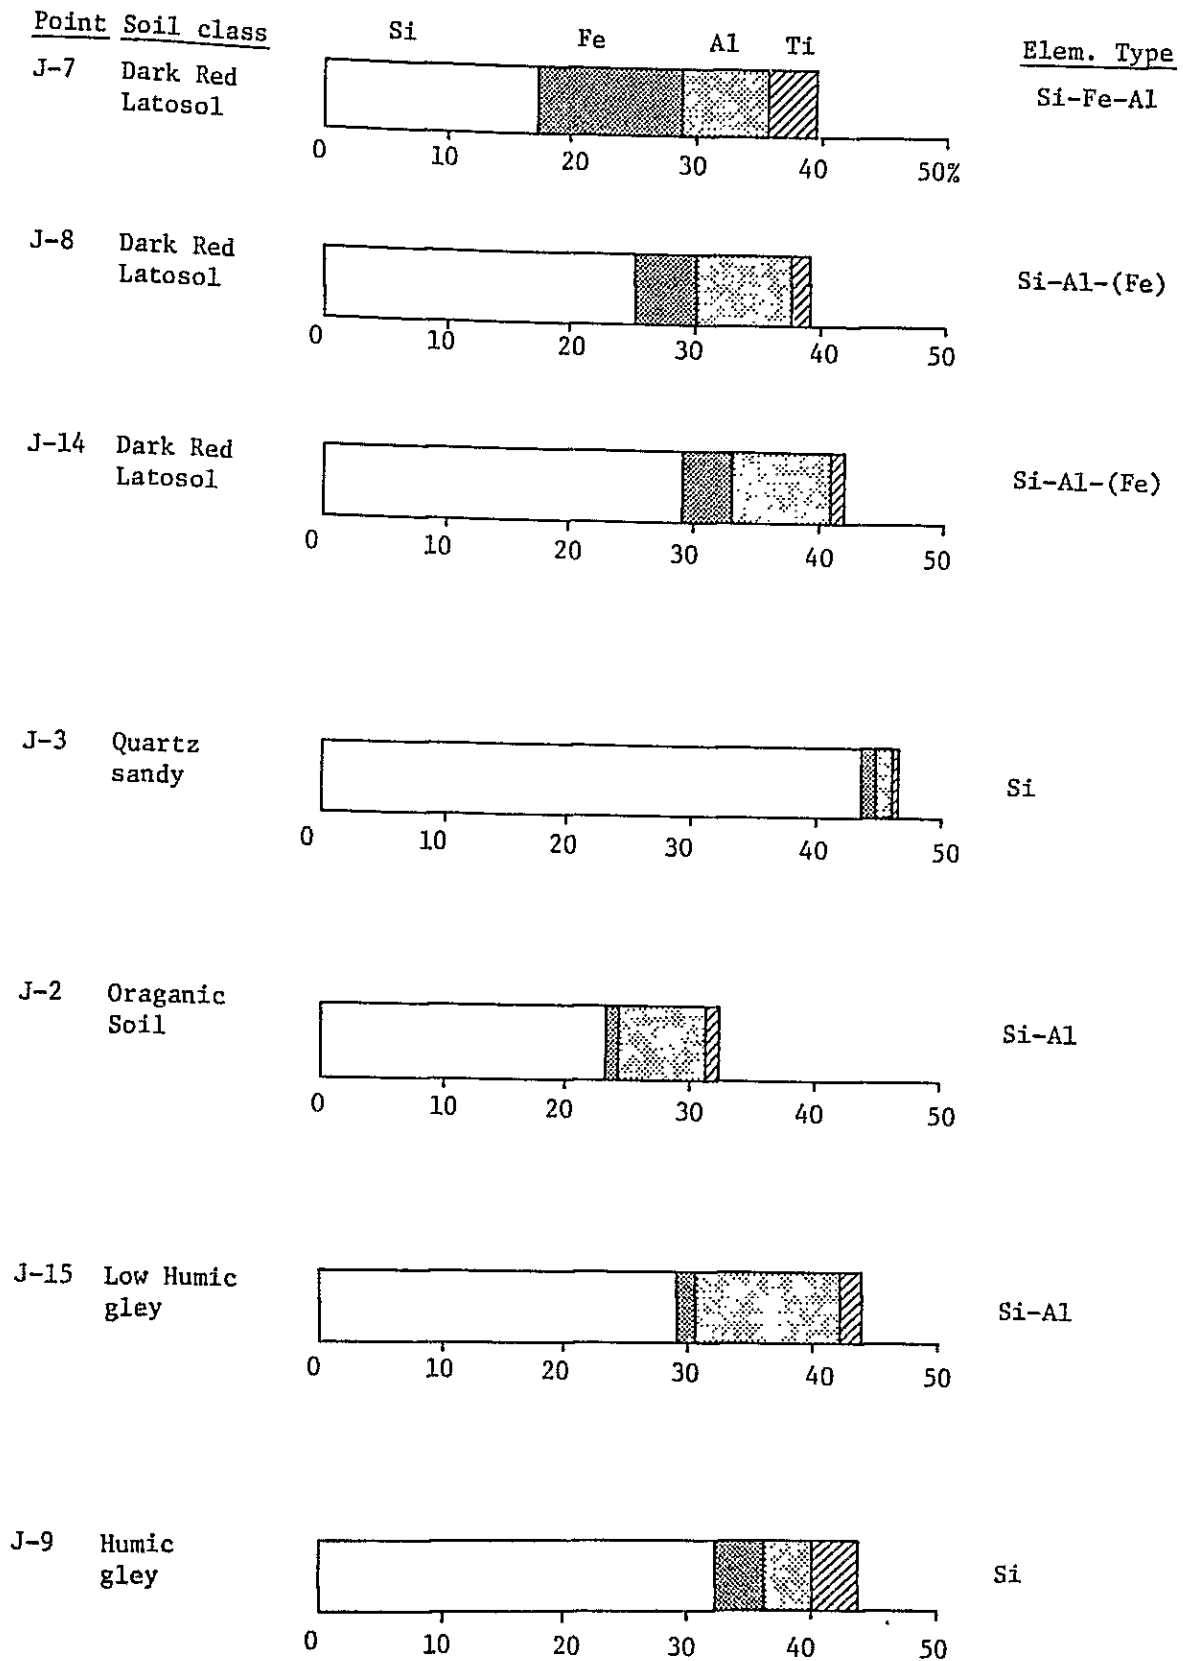 Point Soil class Si Fe Al Ti Elem. Type
J-7 Dark Red Si-Fe-Al
Latosol
0 10 20 30 40 50%
J-8 Dark Red Si-Al-(Fe)
Latosol
0 10 20 30 40 50
J-14 Dark Red Si-Al-(Fe)
Latosol
0 10 20 30 40 50
J-3 Quartz Si
sandy
0 10 20 30 40 50
J-2 Oraganic Si-Al
Soil
0 10 20 30 40 50
J-15 Low Humic Si-Al
gley
0 10 20 30 40 50
J-9 Humic Si
gley
0 10 20 30 40 50